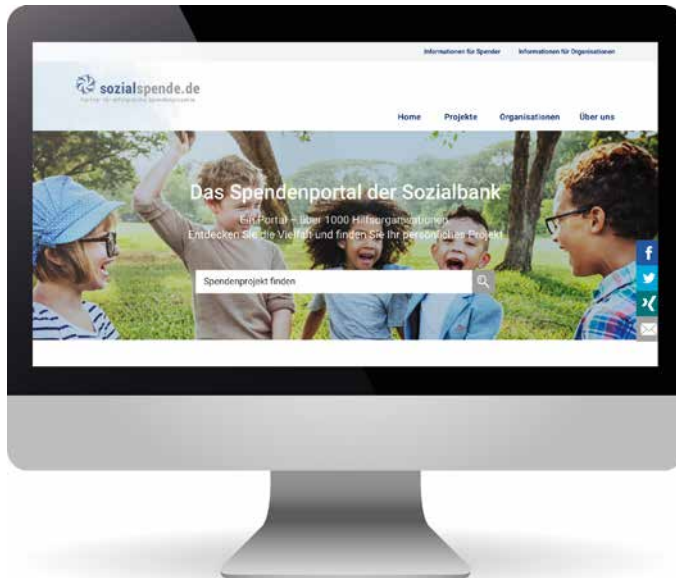 Informationen für Spender Informationen für Organisationen
sozialspende.de
Home Projekte Organisationen Über uns
Das Spendenportal der Sozialbank
Ein Portal – über 1000 Hilfsorganisationen
Entdecken Sie die Vielfalt und finden Sie Ihr persönliches Projekt
Spendenprojekt finden